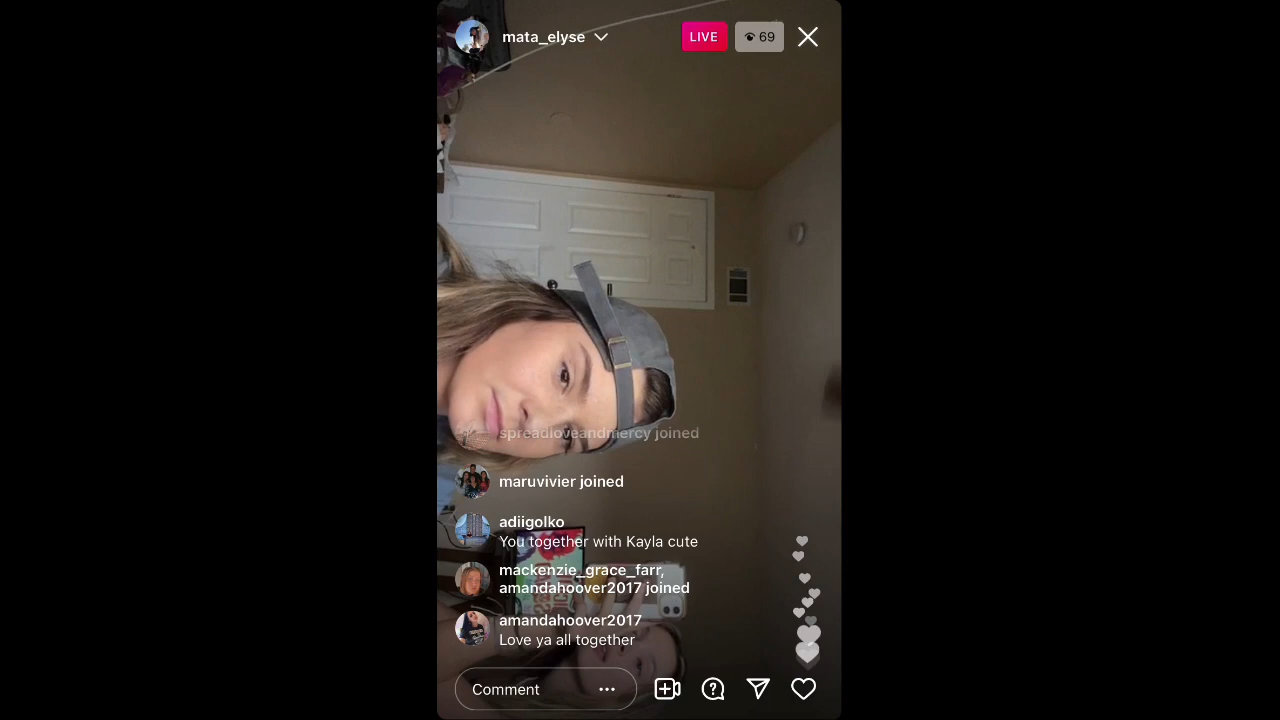 mata_elyse
LIVE
69
spreadloveandmercy joined
maruvivier joined
adiigolko
You together with Kayla cute
mackenzie_grace_farr,
amandahoover2017 joined
amandahoover2017
Love ya all together
Comment